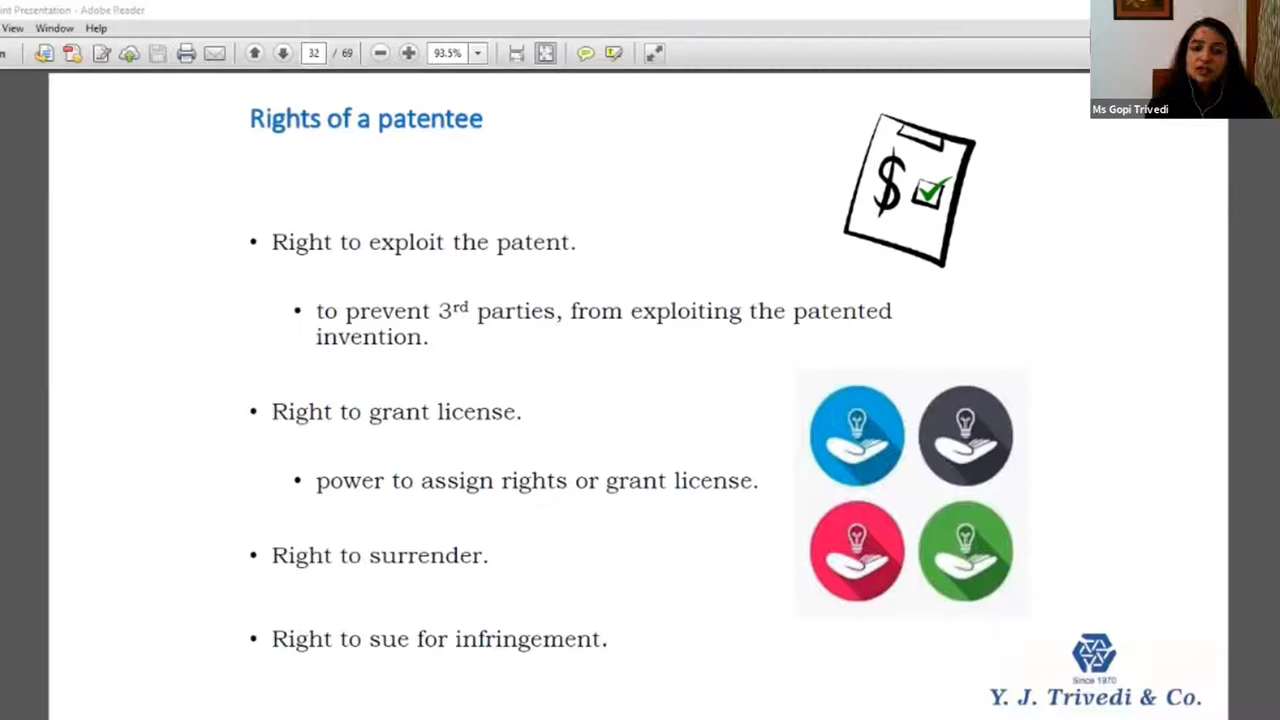 int Presentation - Adobe Reader
View Window Help
32 / 69 93.5%
Ms Gopi Trivedi
Rights of a patentee
$
• Right to exploit the patent.
• to prevent 3rd parties, from exploiting the patented
invention.
• Right to grant license.
• power to assign rights or grant license.
• Right to surrender.
• Right to sue for infringement.
Since 1970
Y. J. Trivedi & Co.